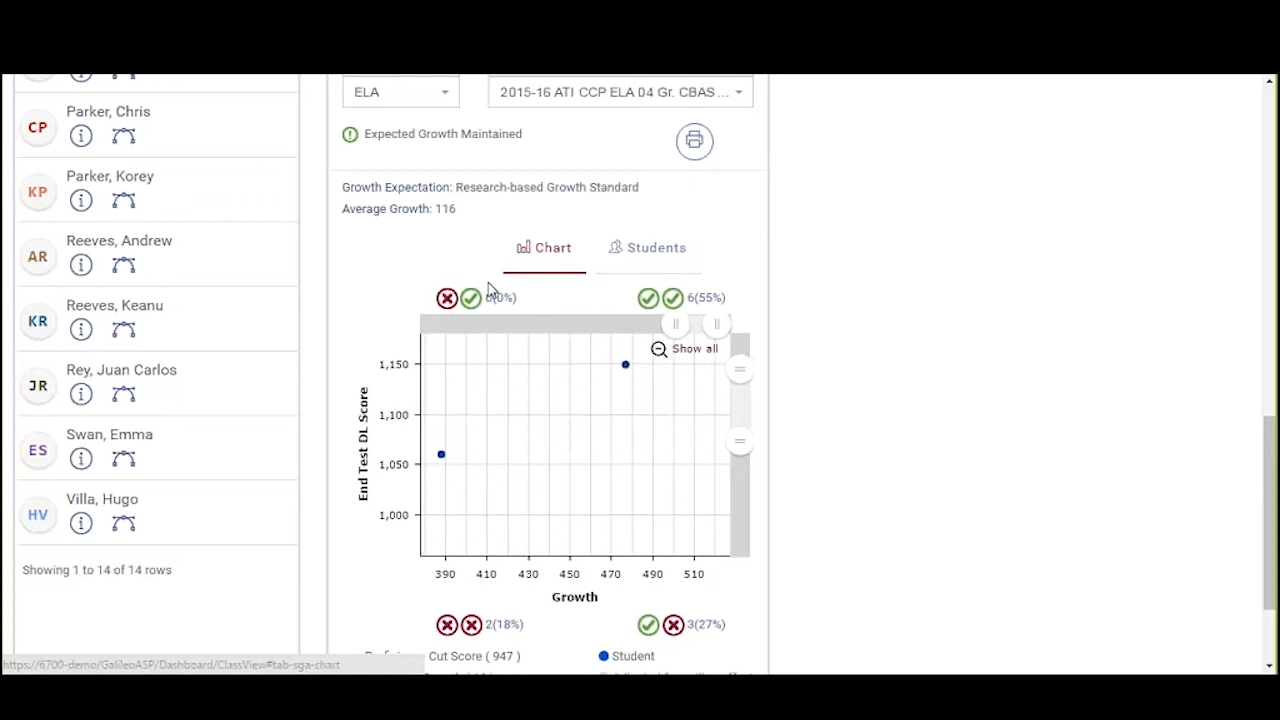 ELA
2015-16 ATI CCP ELA 04 Gr. CBAS...
CP
Parker, Chris
Expected Growth Maintained
KP
Parker, Korey
Growth Expectation: Research-based Growth Standard
Average Growth: 116
AR
Reeves, Andrew
Chart
Students
KR
Reeves, Keanu
(0%)
6(55%)
Show all
JR
Rey, Juan Carlos
ES
Swan, Emma
HV
Villa, Hugo
Showing 1 to 14 of 14 rows
End Test DL Score
1,150
1,100
1,050
1,000
390 410 430 450 470 490 510
Growth
2(18%)
3(27%)
Cut Score ( 947 )
Student
https://6700-demo/GalileoASP/Dashboard/ClassView#tab-sga-chart